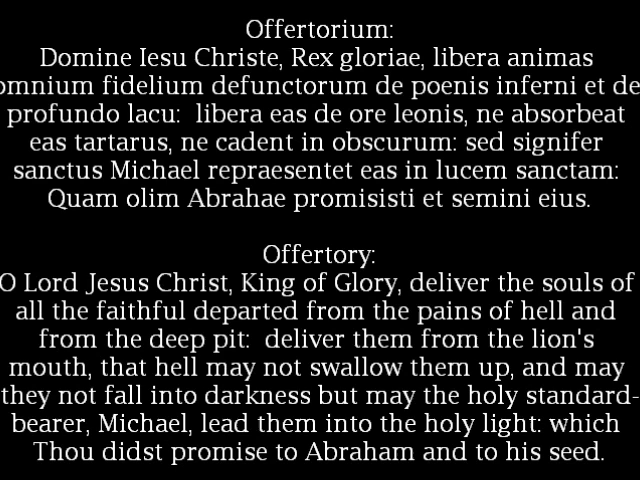 Offertorium:
Domine Iesu Christe, Rex gloriae, libera animas
omnium fidelium defunctorum de poenis inferni et de
profundo lacu:  libera eas de ore leonis, ne absorbeat
eas tartarus, ne cadent in obscurum: sed signifer
sanctus Michael repraesentet eas in lucem sanctam:
Quam olim Abrahae promisisti et semini eius.

Offertory:
O Lord Jesus Christ, King of Glory, deliver the souls of
all the faithful departed from the pains of hell and
from the deep pit:  deliver them from the lion's
mouth, that hell may not swallow them up, and may
they not fall into darkness but may the holy standard-
bearer, Michael, lead them into the holy light: which
Thou didst promise to Abraham and to his seed.